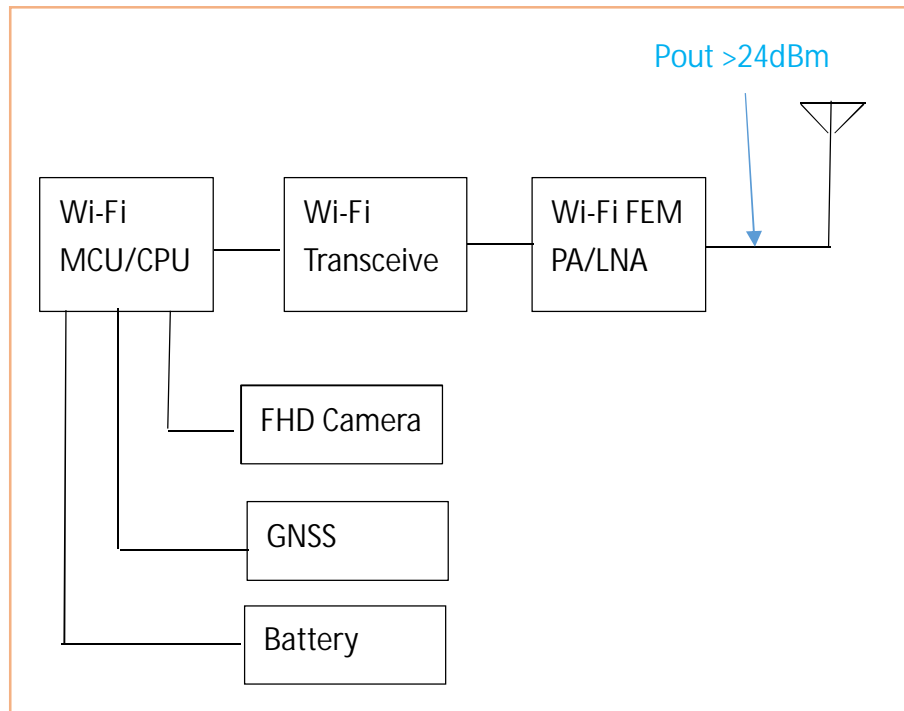 Pout >24dBm
Wi-Fi
MCU/CPU
Wi-Fi
Transceive
Wi-Fi FEM
PA/LNA
FHD Camera
GNSS
Battery